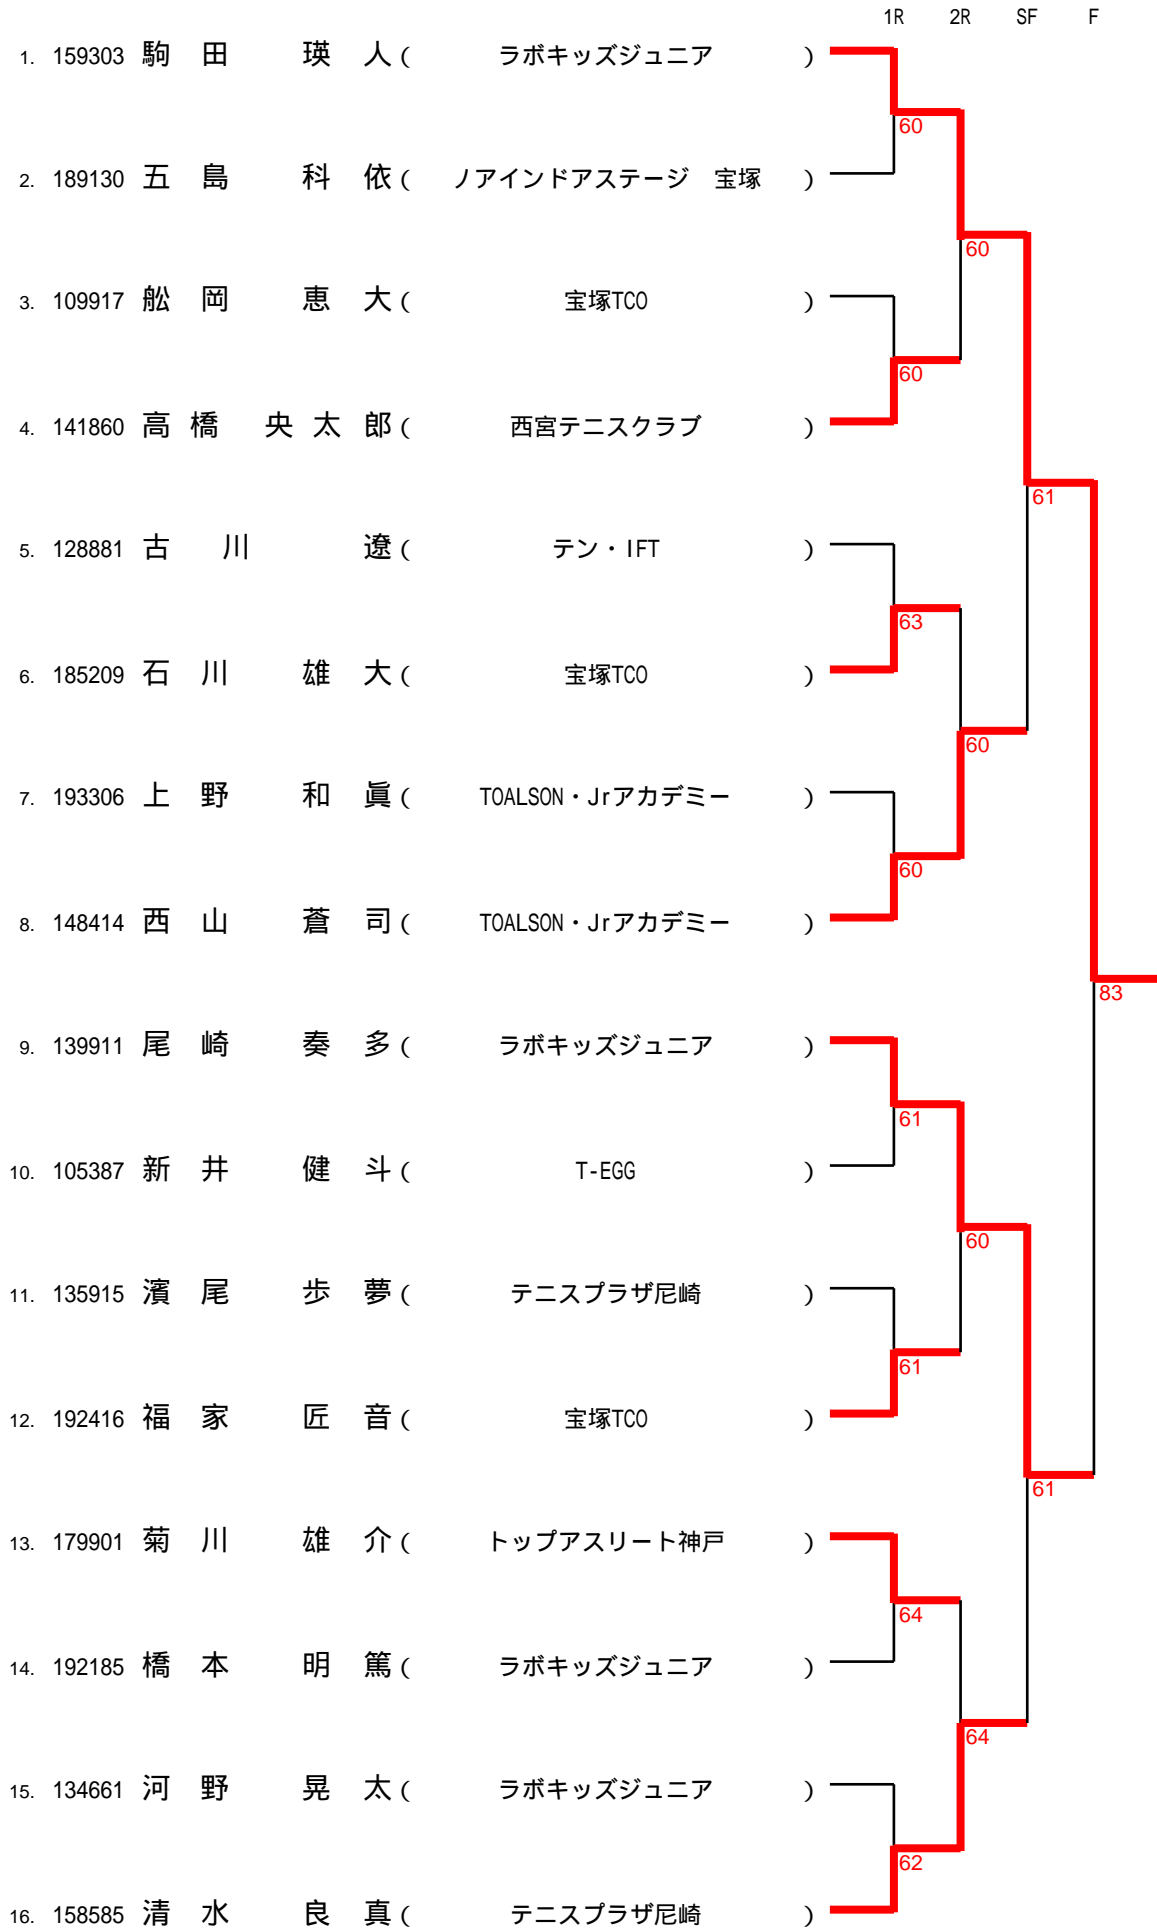 1R 2R SF F
1. 159303 駒田 瑛人 ( ラボキッズジュニア )
60
2. 189130 五島 科依 ( ノアインドアステージ 宝塚 )
60
3. 109917 舩岡 恵大 ( 宝塚TCO )
60
4. 141860 高橋 央太郎 ( 西宮テニスクラブ )
61
5. 128881 古川 遼 ( テン・IFT )
63
6. 185209 石川 雄大 ( 宝塚TCO )
60
7. 193306 上野 和眞 ( TOALSON・Jrアカデミー )
60
8. 148414 西山 蒼司 ( TOALSON・Jrアカデミー )
83
9. 139911 尾崎 奏多 ( ラボキッズジュニア )
61
10. 105387 新井 健斗 ( T-EGG )
60
11. 135915 濱尾 歩夢 ( テニスプラザ尼崎 )
61
12. 192416 福家 匠音 ( 宝塚TCO )
61
13. 179901 菊川 雄介 ( トップアスリート神戸 )
64
14. 192185 橋本 明篤 ( ラボキッズジュニア )
64
15. 134661 河野 晃太 ( ラボキッズジュニア )
62
16. 158585 清水 良真 ( テニスプラザ尼崎 )